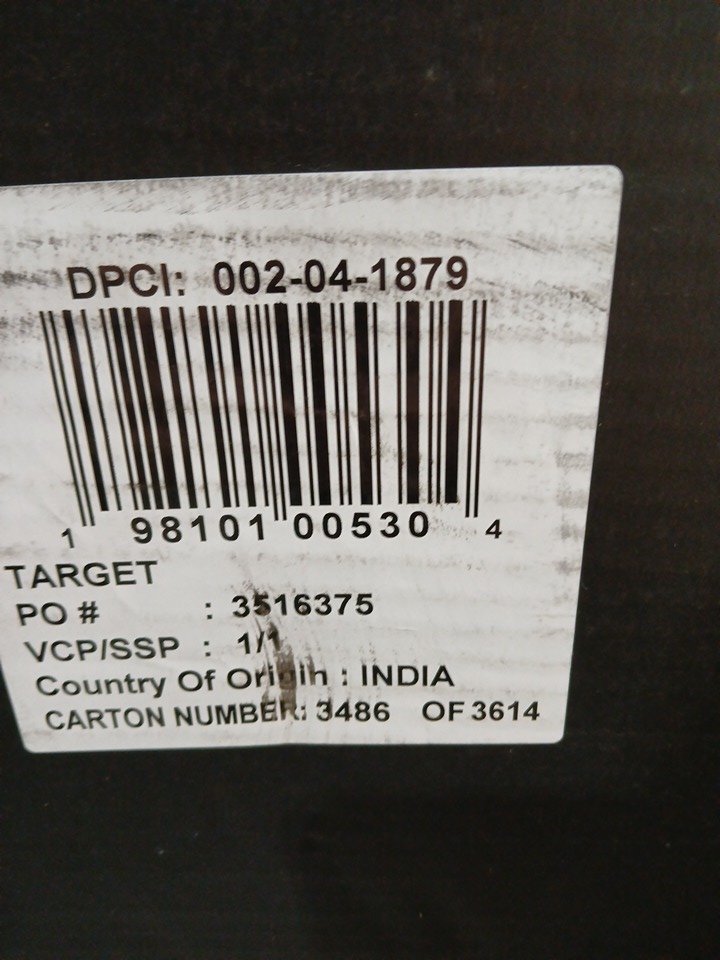 DPCI: 002-04-1879
1 98101 00530 4
TARGET
PO # : 3516375
VCP/SSP : 1/1
Country Of Origin : INDIA
CARTON NUMBER: 3486 OF 3614